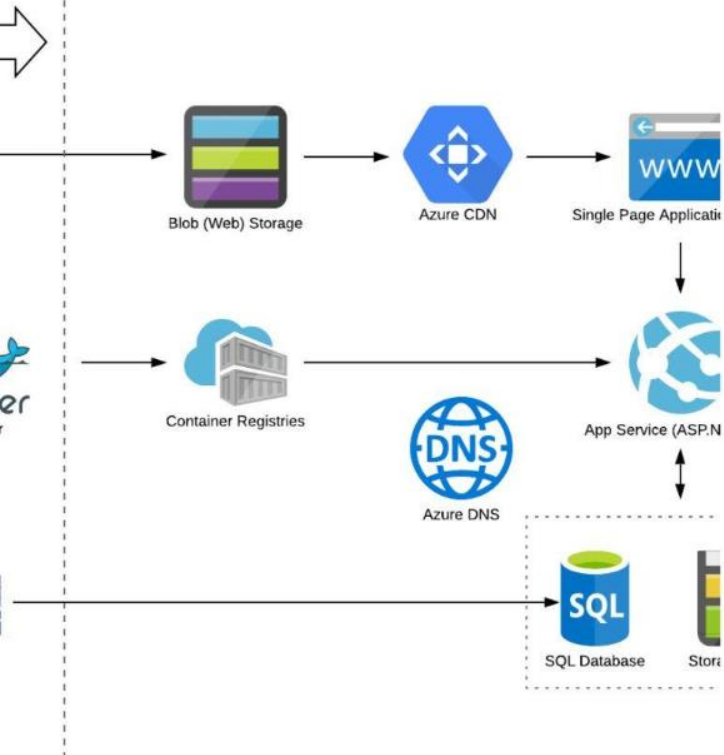 WWW
Blob (Web) Storage
Azure CDN
Single Page Applicati
er
r
Container Registries
App Service (ASP.N
DNS
Azure DNS
SQL
SQL Database
Stora